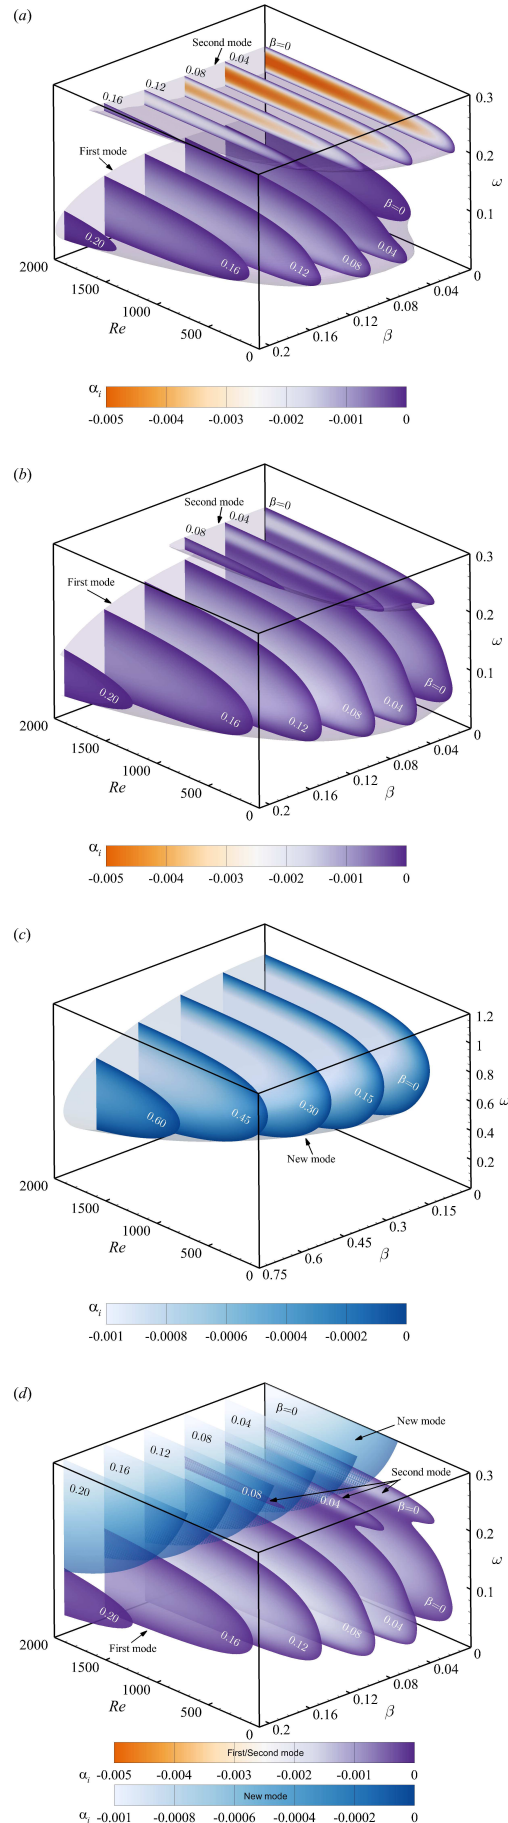 (a)
β=0
Second mode
0.04
0.08
0.12
0.16
0.3
First mode
0.2
ω
0.1
β=0
0.20
0.16
0.12
0.08
0.04
0
2000
1500
1000
500
0
Re
0.04
0.08
0.12
0.16
0.2
β
αi
-0.005 -0.004 -0.003 -0.002 -0.001 0
(b)
β=0
Second mode
0.04
0.08
0.3
First mode
0.2
ω
0.1
β=0
0.20
0.16
0.12
0.08
0.04
0
2000
1500
1000
500
0
Re
0.04
0.08
0.12
0.16
0.2
β
αi
-0.005 -0.004 -0.003 -0.002 -0.001 0
(c)
1.2
1
0.8
0.6
ω
0.4
0.2
0
β=0
0.15
0.30
0.45
0.60
New mode
2000
1500
1000
500
0
Re
0.15
0.3
0.45
0.6
0.75
β
αi
-0.001 -0.0008 -0.0006 -0.0004 -0.0002 0
(d)
β=0
New mode
0.04
0.08
0.12
0.16
0.20
Second mode
0.08
0.04
β=0
0.3
0.2
ω
0.1
0
β=0
0.20
First mode
0.16
0.12
0.08
0.04
2000
1500
1000
500
0
Re
0.04
0.08
0.12
0.16
0.2
β
First/Second mode
αi -0.005 -0.004 -0.003 -0.002 -0.001 0
New mode
αi -0.001 -0.0008 -0.0006 -0.0004 -0.0002 0